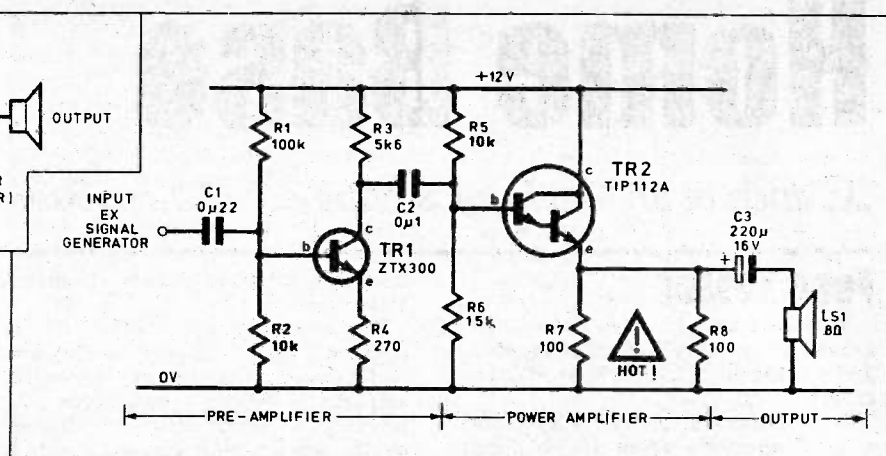 OUTPUT
R]
+12V
R1
100k
R3
5k6
R5
10k
c
TR2
TIP112A
b
e
INPUT
EX
SIGNAL
GENERATOR
C1
0µ22
C2
0µ1
c
b
TR1
ZTX300
e
C3
220µ
16V
+
R2
10k
R4
270
R6
15k
R7
100
HOT!
R8
100
LS1
8Ω
0V
PRE-AMPLIFIER
POWER AMPLIFIER
OUTPUT